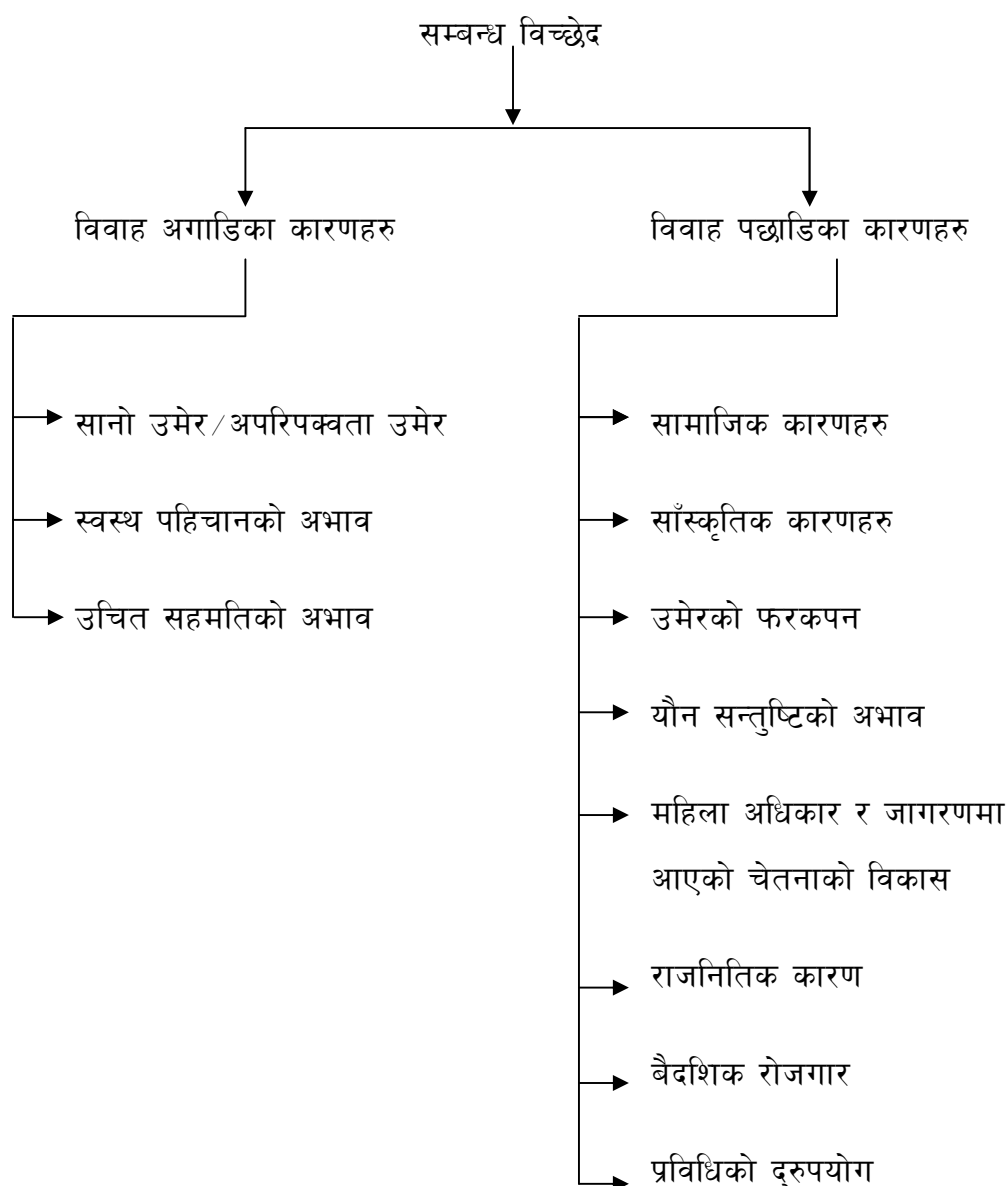 सम्बन्ध विच्छेद
विवाह अगाडिका कारणहरु
सानो उमेर/अपरिपक्वता उमेर
स्वस्थ पहिचानको अभाव
उचित सहमतिको अभाव
विवाह पछाडिका कारणहरु
सामाजिक कारणहरु
साँस्कृतिक कारणहरु
उमेरको फरकपन
यौन सन्तुष्टिको अभाव
महिला अधिकार र जागरणमा
आएको चेतनाको विकास
राजनितिक कारण
बैदशिक रोजगार
प्रविधिको दुरुपयोग